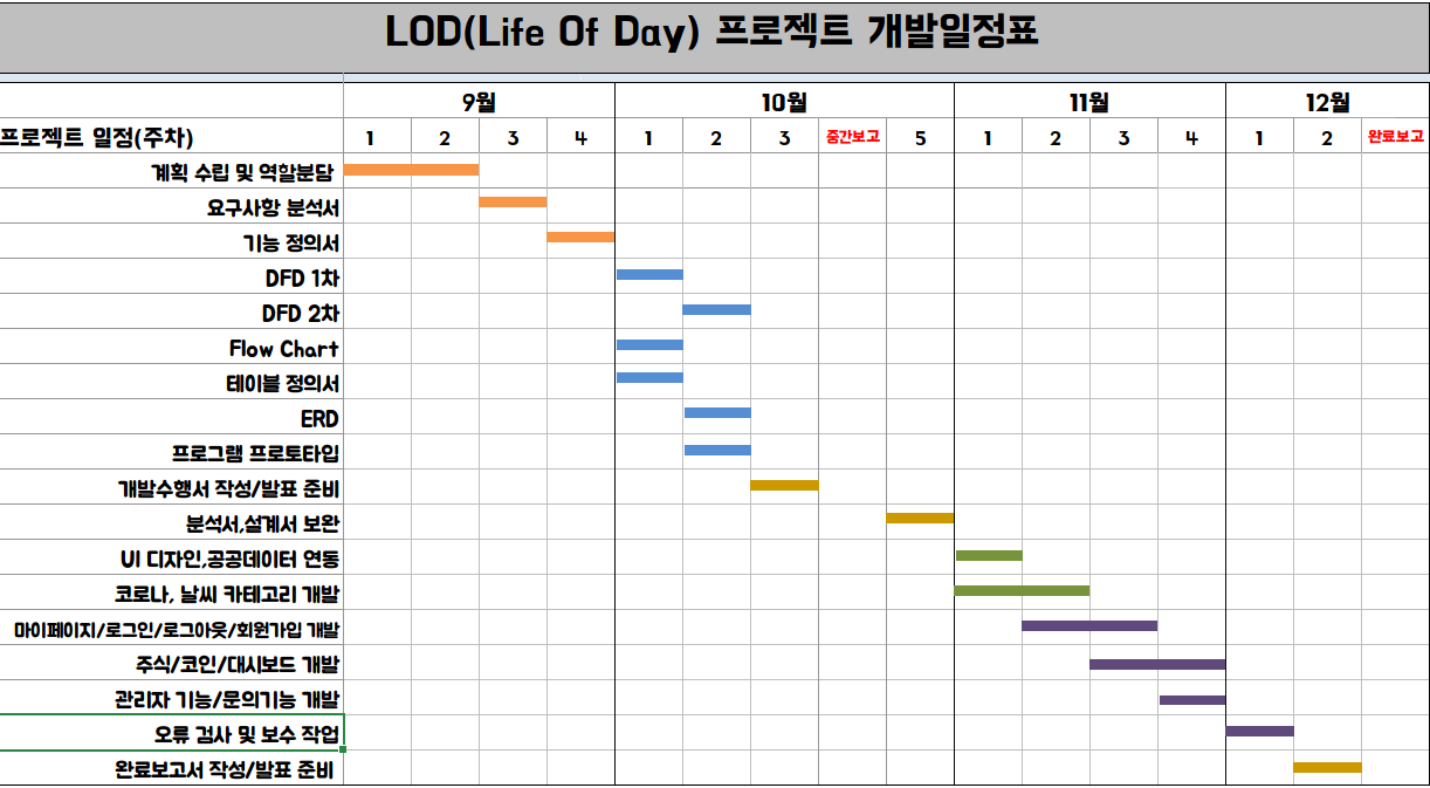 LOD(Life Of Day) 프로젝트 개발일정표
9월 10월 11월 12월
프로젝트 일정(주차) 1 2 3 4 1 2 3 중간보고 5 1 2 3 4 1 2 완료보고
계획 수립 및 역할분담
요구사항 분석서
기능 정의서
DFD 1차
DFD 2차
Flow Chart
테이블 정의서
ERD
프로그램 프로토타입
개발수행서 작성/발표 준비
분석서,설계서 보완
UI 디자인,공공데이터 연동
코로나, 날씨 카테고리 개발
마이페이지/로그인/로그아웃/회원가입 개발
주식/코인/대시보드 개발
관리자 기능/문의기능 개발
오류 검사 및 보수 작업
완료보고서 작성/발표 준비